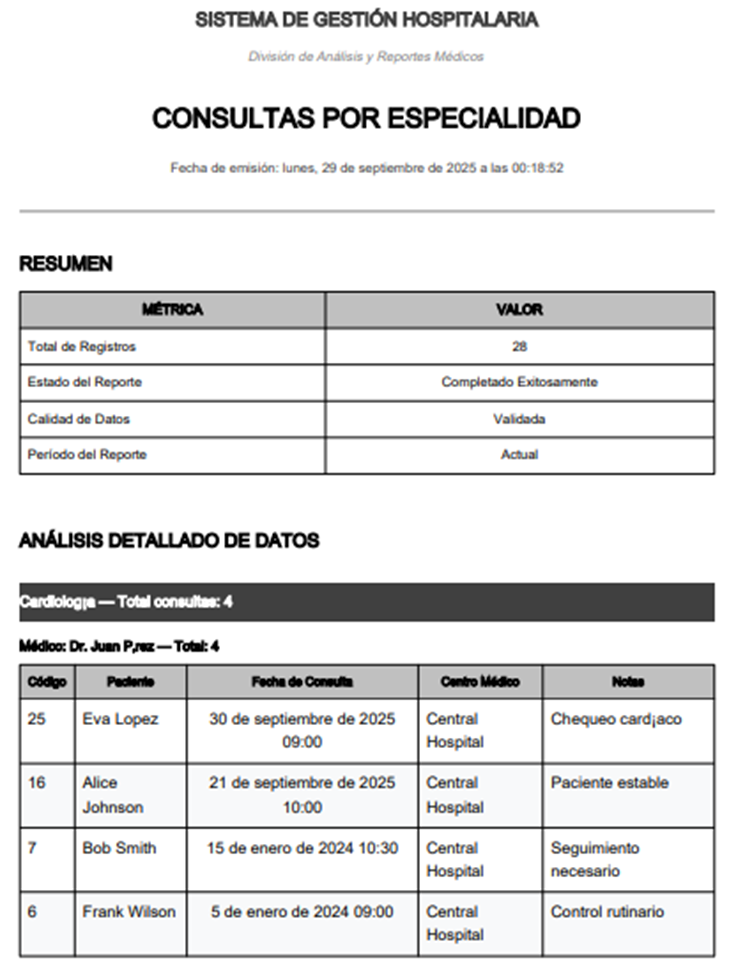 SISTEMA DE GESTIÓN HOSPITALARIA
División de Análisis y Reportes Médicos
CONSULTAS POR ESPECIALIDAD
Fecha de emisión: lunes, 29 de septiembre de 2025 a las 00:18:52
RESUMEN
MÉTRICA VALOR
Total de Registros 28
Estado del Reporte Completado Exitosamente
Calidad de Datos Validada
Período del Reporte Actual
ANÁLISIS DETALLADO DE DATOS
Cardiolog¡a — Total consultas: 4
Médico: Dr. Juan P‚rez — Total: 4
Código Paciente Fecha de Consulta Centro Médico Notas
25 Eva Lopez 30 de septiembre de 2025 Central Chequeo card¡aco
09:00 Hospital
16 Alice 21 de septiembre de 2025 Central Paciente estable
Johnson 10:00 Hospital
7 Bob Smith 15 de enero de 2024 10:30 Central Seguimiento
Hospital necesario
6 Frank Wilson 5 de enero de 2024 09:00 Central Control rutinario
Hospital